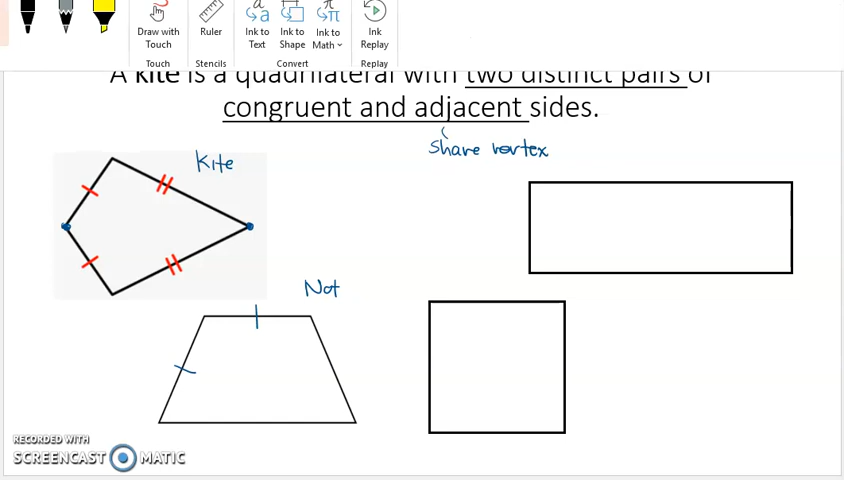 Draw with
Touch
Ruler
Ink to
Text
Ink to
Shape
Ink to
Math
Ink
Replay
Touch
Stencils
Convert
Replay
A kite is a quadrilateral with two distinct pairs of
congruent and adjacent sides.
share vertex
Kite
Not
RECORDED WITH
SCREENCAST MATIC